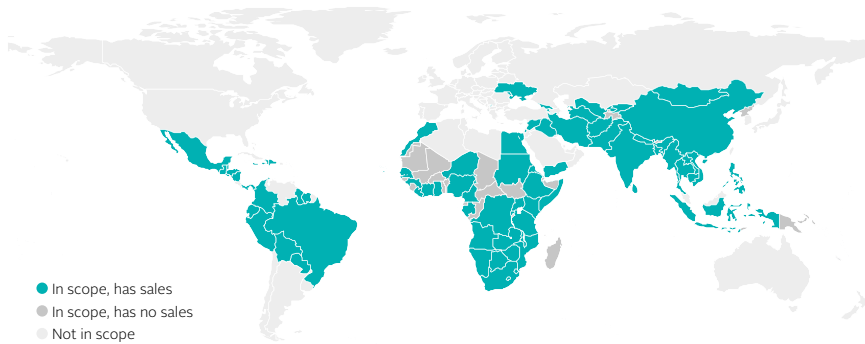 In scope, has sales
In scope, has no sales
Not in scope